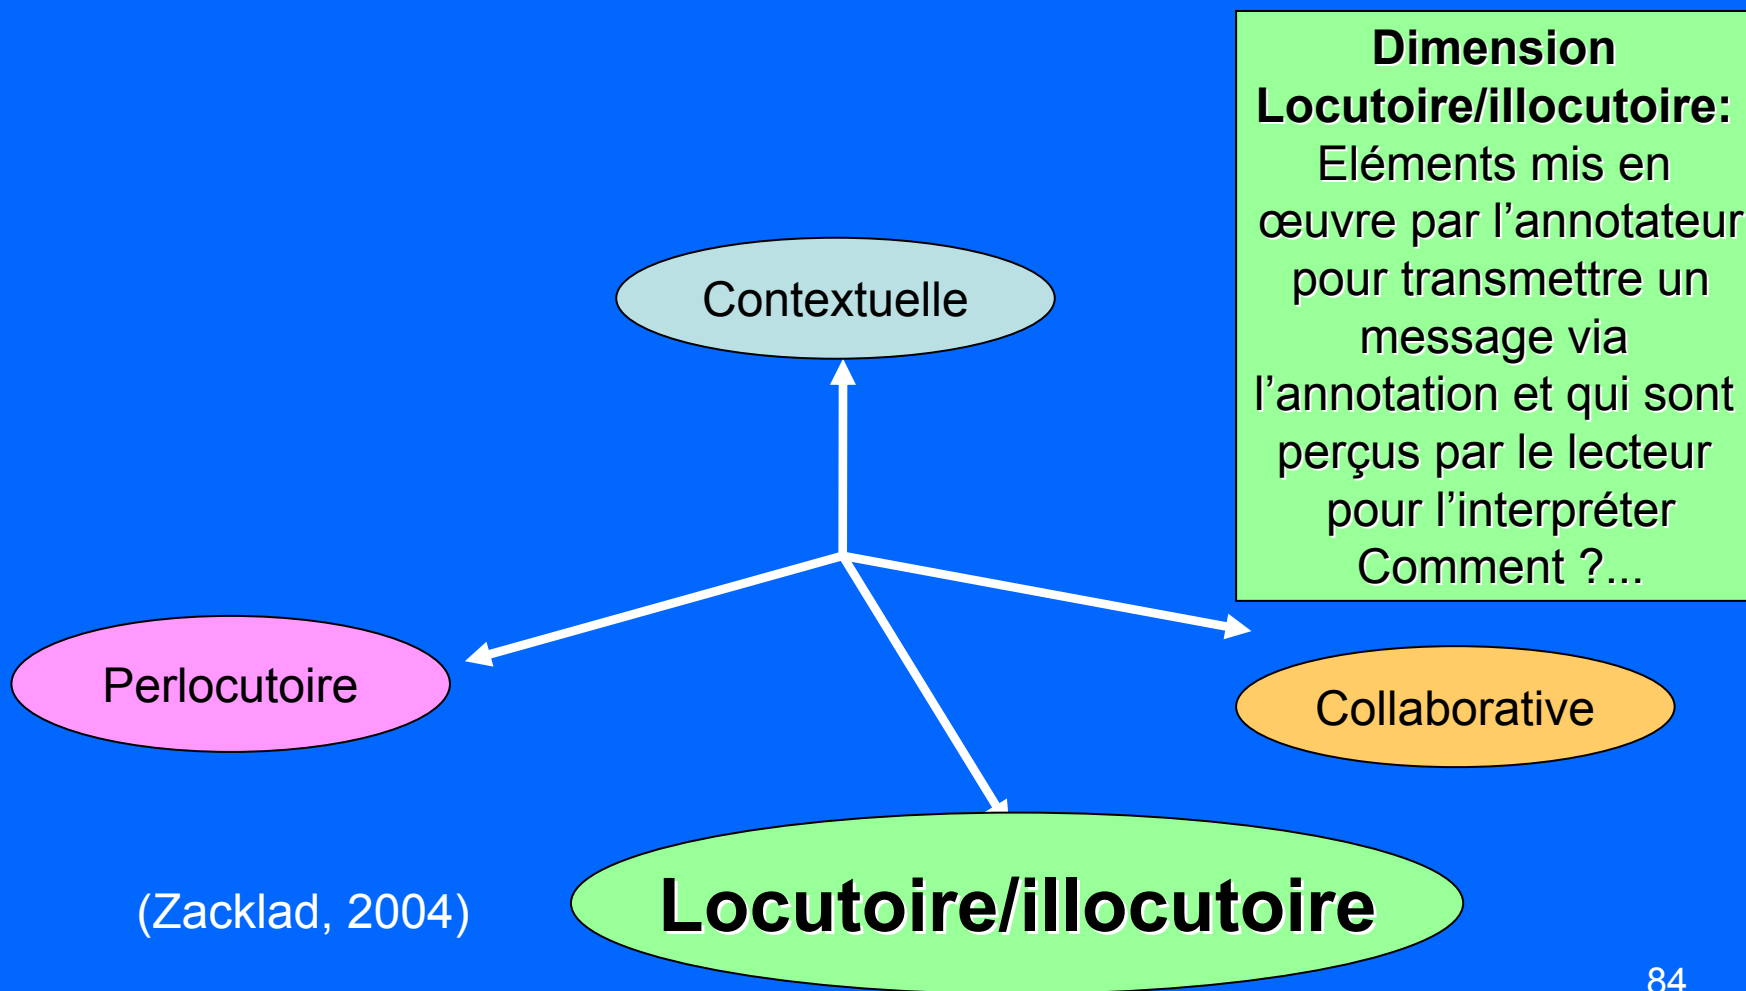 Dimension
Locutoire/illocutoire:
Eléments mis en
œuvre par l’annotateur
pour transmettre un
message via
l’annotation et qui sont
perçus par le lecteur
pour l’interpréter
Comment ?...
Contextuelle
Perlocutoire
Collaborative
Locutoire/illocutoire
(Zacklad, 2004)
84